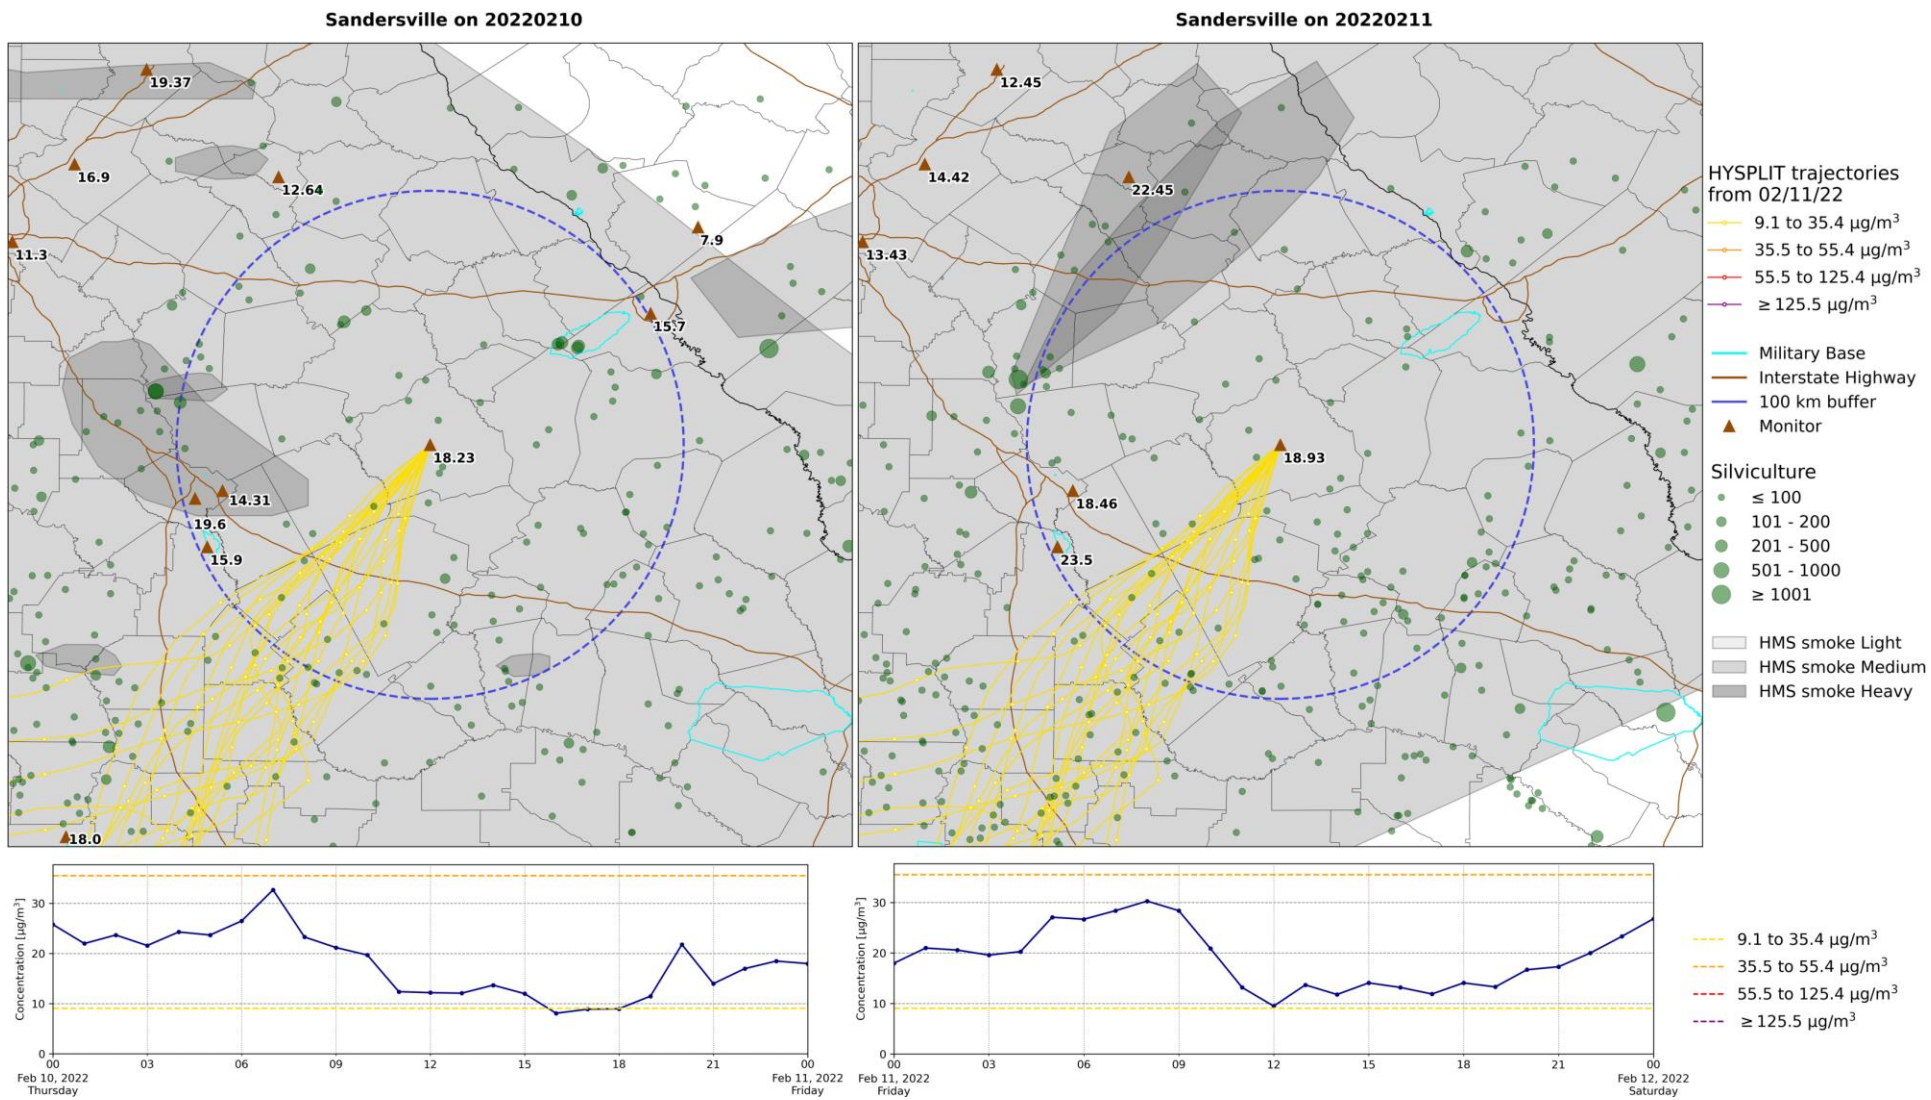 Sandersville on 20220210
19.37
16.9
12.64
11.3
7.9
15.7
18.23
14.31
19.6
15.9
18.0
Sandersville on 20220211
12.45
14.42
22.45
13.43
18.93
18.46
23.5
HYSPLIT trajectories
from 02/11/22
9.1 to 35.4 µg/m³
35.5 to 55.4 µg/m³
55.5 to 125.4 µg/m³
≥ 125.5 µg/m³
Military Base
Interstate Highway
100 km buffer
Monitor
Silviculture
≤ 100
101 - 200
201 - 500
501 - 1000
≥ 1001
HMS smoke Light
HMS smoke Medium
HMS smoke Heavy
Concentration [µg/m³]
30
20
10
0
00
03
06
09
12
15
18
21
00
Feb 10, 2022
Thursday
Feb 11, 2022
Friday
Concentration [µg/m³]
30
20
10
0
00
03
06
09
12
15
18
21
00
Feb 11, 2022
Friday
Feb 12, 2022
Saturday
9.1 to 35.4 µg/m³
35.5 to 55.4 µg/m³
55.5 to 125.4 µg/m³
≥ 125.5 µg/m³